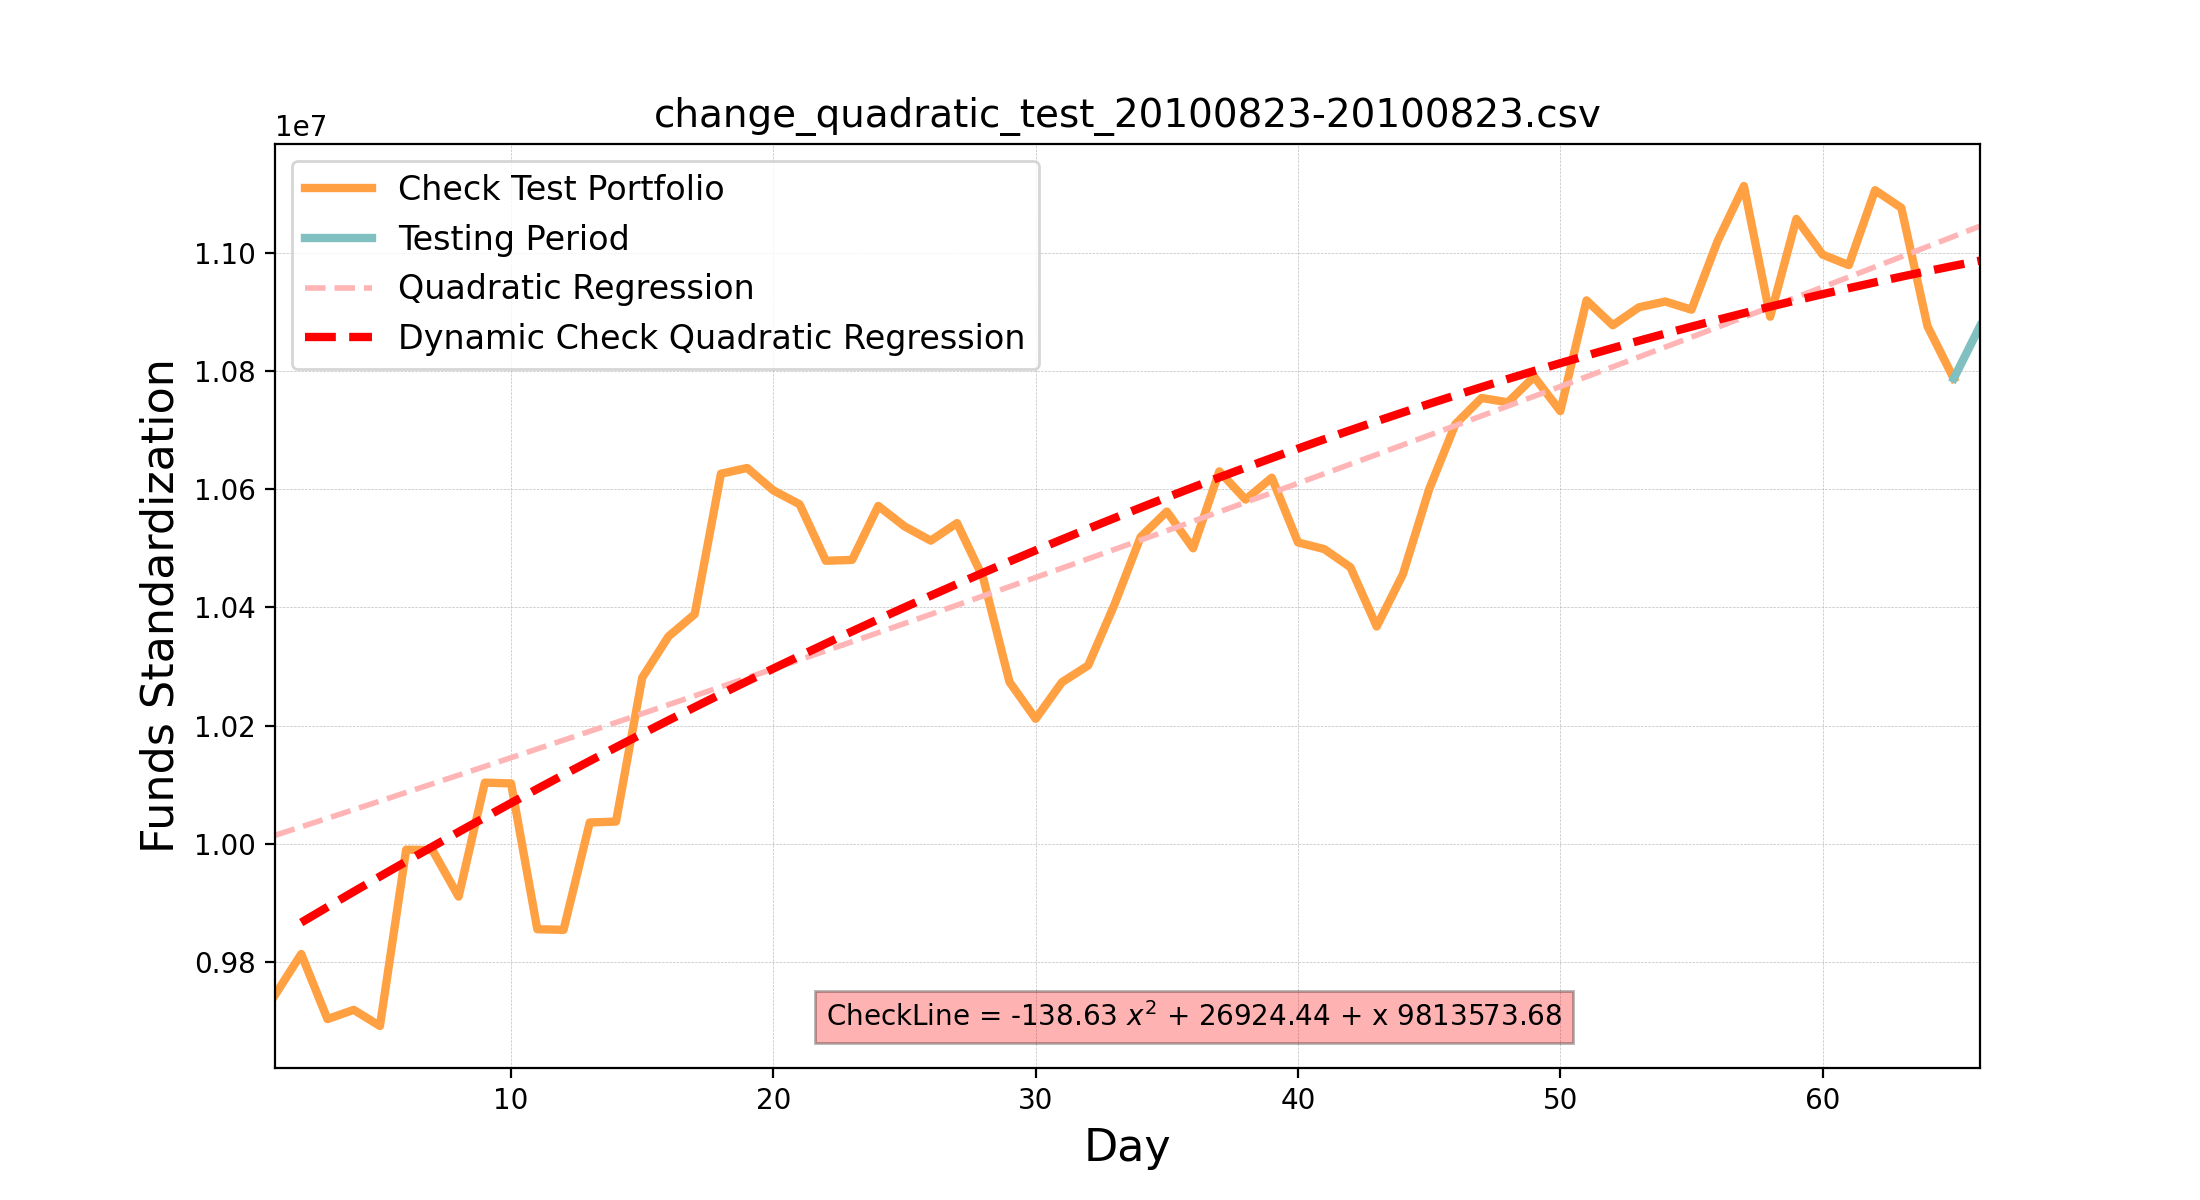 change_quadratic_test_20100823-20100823.csv
1e7
Check Test Portfolio
Testing Period
Quadratic Regression
Dynamic Check Quadratic Regression
1.10
1.08
1.06
1.04
1.02
1.00
0.98
Funds Standardization
CheckLine = -138.63 x² + 26924.44 + x 9813573.68
10 20 30 40 50 60
Day